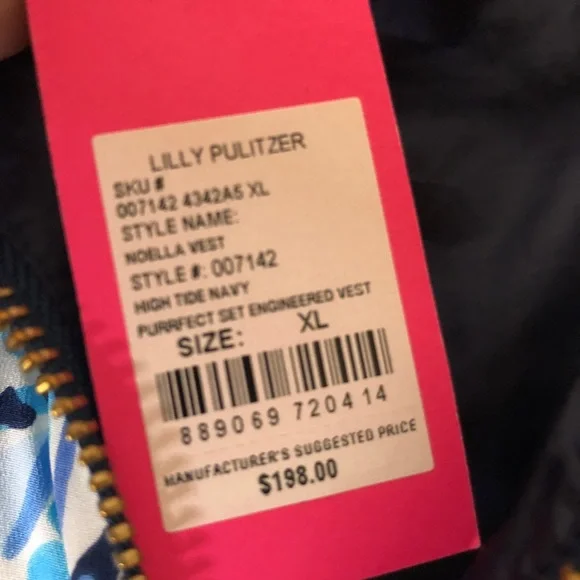 LILLY PULITZER
SKU #
007142 4342A5 XL
STYLE NAME:
NOELLA VEST
STYLE #: 007142
HIGH TIDE NAVY
PURRFECT SET ENGINEERED VEST
SIZE: XL
889069 720414
MANUFACTURER'S SUGGESTED PRICE
$198.00